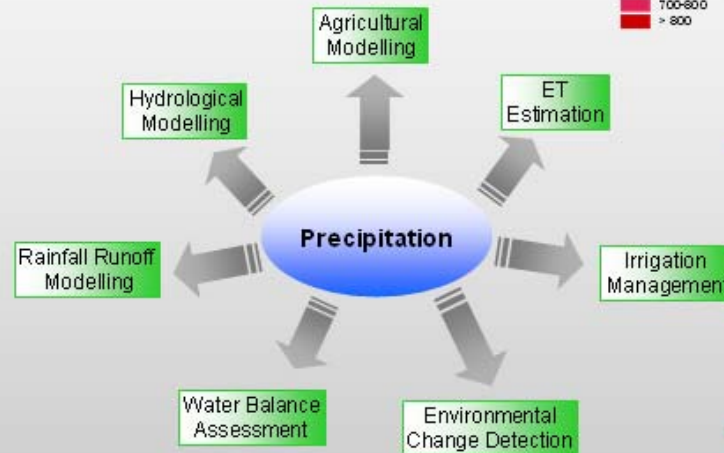 700-800
> 800
Agricultural
Modelling
Hydrological
Modelling
ET
Estimation
Precipitation
Rainfall Runoff
Modelling
Irrigation
Management
Water Balance
Assessment
Environmental
Change Detection